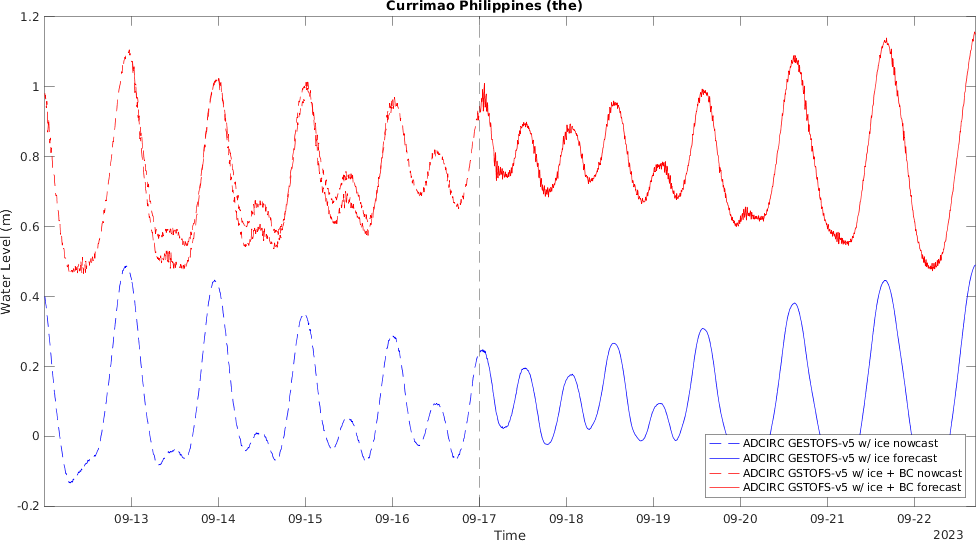 Currimao Philippines (the)
1.2
1
0.8
0.6
0.4
0.2
0
-0.2
Water Level (m)
ADCIRC GESTOFS-v5 w/ ice nowcast
ADCIRC GESTOFS-v5 w/ ice forecast
ADCIRC GSTOFS-v5 w/ ice + BC nowcast
ADCIRC GSTOFS-v5 w/ ice + BC forecast
09-13 09-14 09-15 09-16 09-17 09-18 09-19 09-20 09-21 09-22
Time
2023